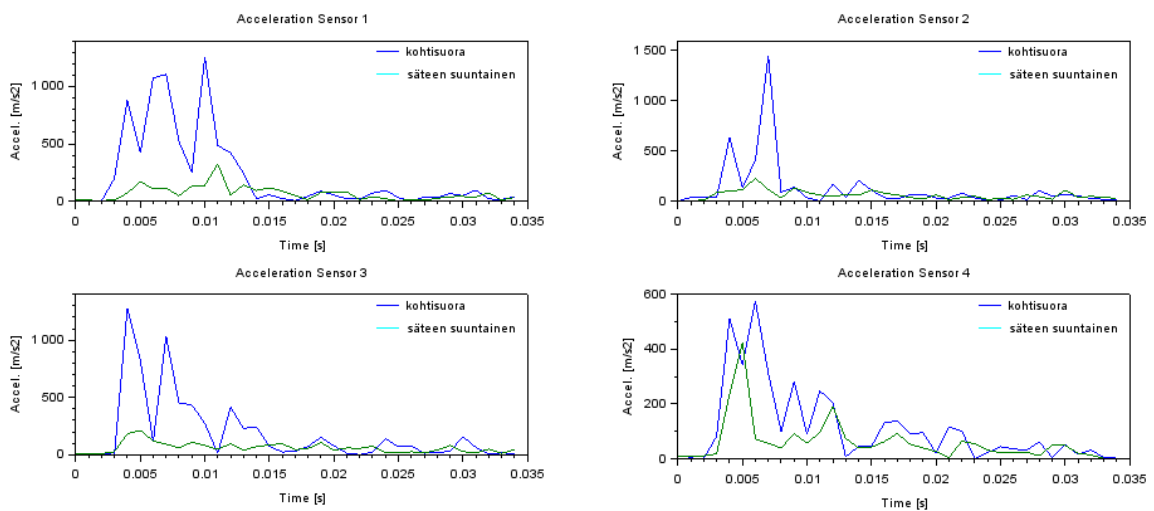 Acceleration Sensor 1
kohtisuora
säteen suuntainen
Accel. [m/s2]
1 000
500
0
0 0.005 0.01 0.015 0.02 0.025 0.03 0.035
Time [s]
Acceleration Sensor 2
kohtisuora
säteen suuntainen
Accel. [m/s2]
1 500
1 000
500
0
0 0.005 0.01 0.015 0.02 0.025 0.03 0.035
Time [s]
Acceleration Sensor 3
kohtisuora
säteen suuntainen
Accel. [m/s2]
1 000
500
0
0 0.005 0.01 0.015 0.02 0.025 0.03 0.035
Time [s]
Acceleration Sensor 4
kohtisuora
säteen suuntainen
Accel. [m/s2]
600
400
200
0
0 0.005 0.01 0.015 0.02 0.025 0.03 0.035
Time [s]